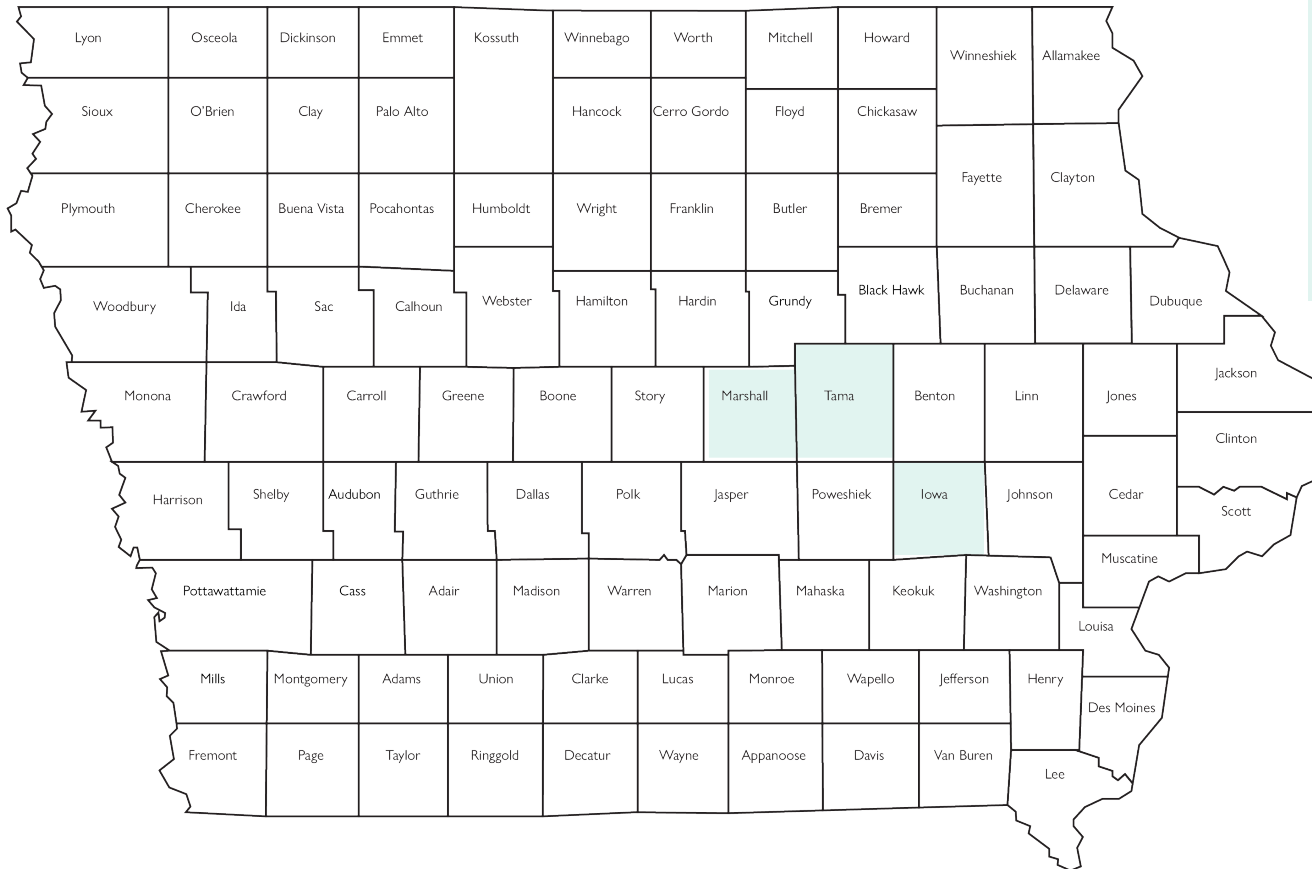 Lyon
Osceola
Dickinson
Emmet
Kossuth
Winnebago
Worth
Mitchell
Howard
Winneshiek
Allamakee
Sioux
O'Brien
Clay
Palo Alto
Hancock
Cerro Gordo
Floyd
Chickasaw
Fayette
Clayton
Plymouth
Cherokee
Buena Vista
Pocahontas
Humboldt
Wright
Franklin
Butler
Bremer
Woodbury
Ida
Sac
Calhoun
Webster
Hamilton
Hardin
Grundy
Black Hawk
Buchanan
Delaware
Dubuque
Monona
Crawford
Carroll
Greene
Boone
Story
Marshall
Tama
Benton
Linn
Jones
Jackson
Clinton
Harrison
Shelby
Audubon
Guthrie
Dallas
Polk
Jasper
Poweshiek
Iowa
Johnson
Cedar
Scott
Muscatine
Pottawattamie
Cass
Adair
Madison
Warren
Marion
Mahaska
Keokuk
Washington
Louisa
Mills
Montgomery
Adams
Union
Clarke
Lucas
Monroe
Wapello
Jefferson
Henry
Des Moines
Fremont
Page
Taylor
Ringgold
Decatur
Wayne
Appanoose
Davis
Van Buren
Lee